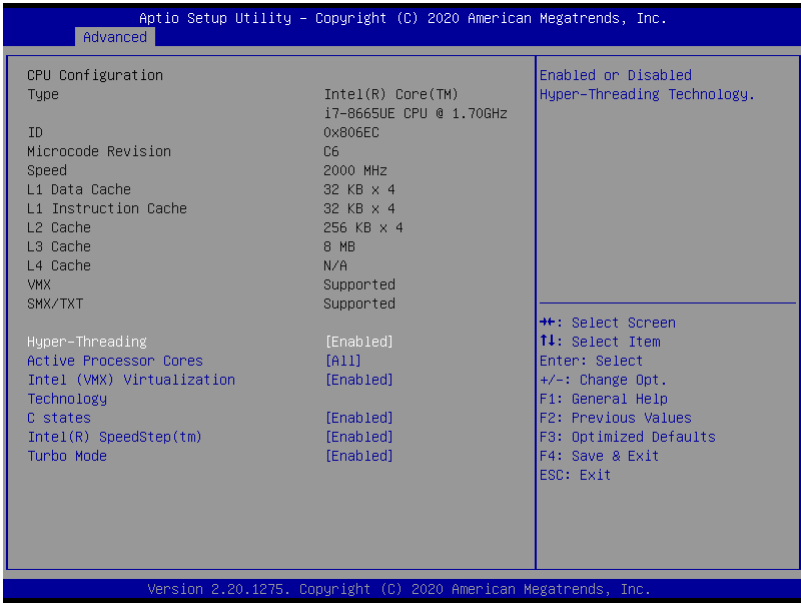 Aptio Setup Utility – Copyright (C) 2020 American Megatrends, Inc.
Advanced
CPU Configuration
Type Intel(R) Core(TM)
i7-8665UE CPU @ 1.70GHz
ID 0x806EC
Microcode Revision C6
Speed 2000 MHz
L1 Data Cache 32 KB x 4
L1 Instruction Cache 32 KB x 4
L2 Cache 256 KB x 4
L3 Cache 8 MB
L4 Cache N/A
VMX Supported
SMX/TXT Supported
Hyper-Threading [Enabled]
Active Processor Cores [All]
Intel (VMX) Virtualization [Enabled]
Technology
C states [Enabled]
Intel(R) SpeedStep(tm) [Enabled]
Turbo Mode [Enabled]
Enabled or Disabled
Hyper-Threading Technology.
→←: Select Screen
↑↓: Select Item
Enter: Select
+/-: Change Opt.
F1: General Help
F2: Previous Values
F3: Optimized Defaults
F4: Save & Exit
ESC: Exit
Version 2.20.1275. Copyright (C) 2020 American Megatrends, Inc.